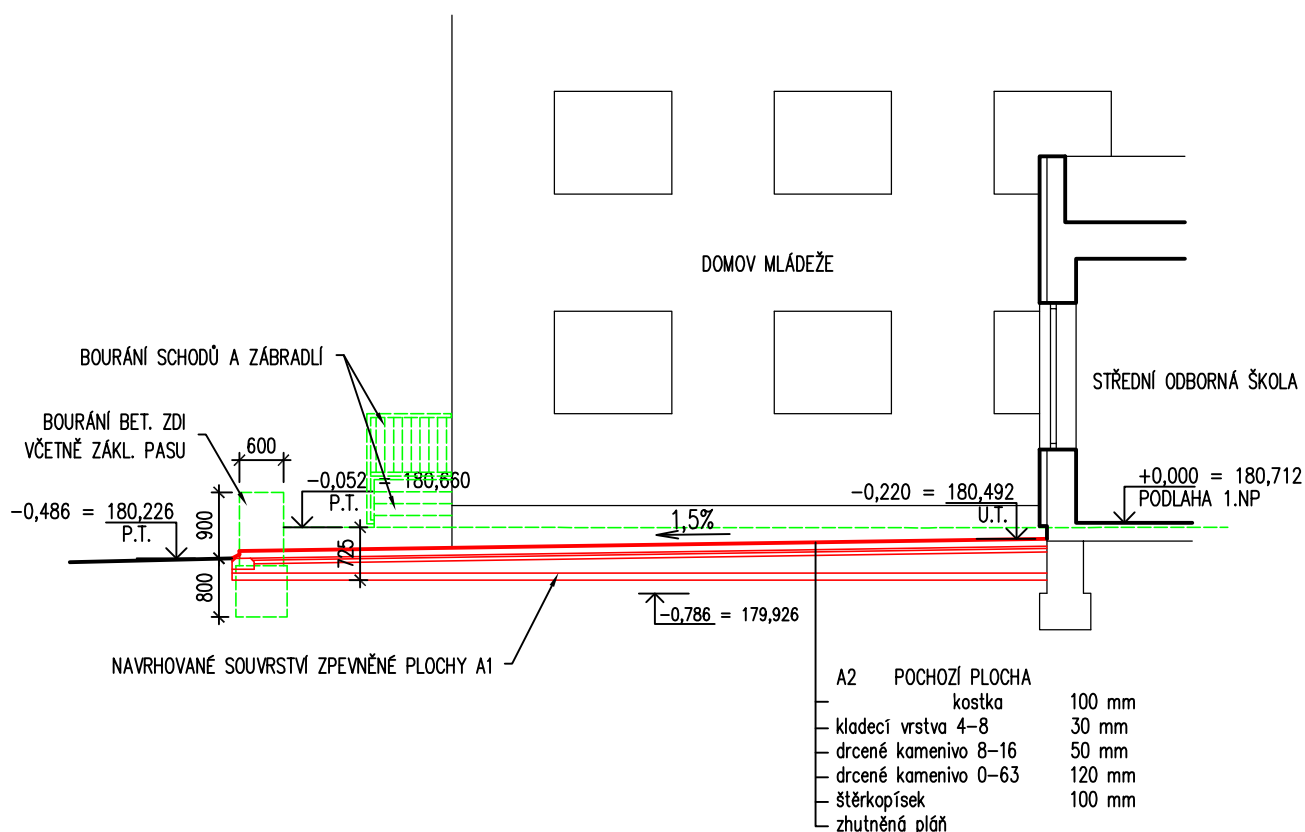 DOMOV MLÁDEŽE
BOURÁNÍ SCHODŮ A ZÁBRADLÍ
STŘEDNÍ ODBORNÁ ŠKOLA
BOURÁNÍ BET. ZDI
VČETNĚ ZÁKL. PASU
600
-0,052 = 180,660
P.T.
-0,220 = 180,492
U.T.
+0,000 = 180,712
PODLAHA 1.NP
-0,486 = 180,226
P.T.
900
800
725
1,5%
-0,786 = 179,926
NAVRHOVANÉ SOUVRSTVÍ ZPEVNĚNÉ PLOCHY A1
A2 POCHOZÍ PLOCHA
kostka 100 mm
kladecí vrstva 4-8 30 mm
drcené kamenivo 8-16 50 mm
drcené kamenivo 0-63 120 mm
štěrkopísek 100 mm
zhutněná pláň